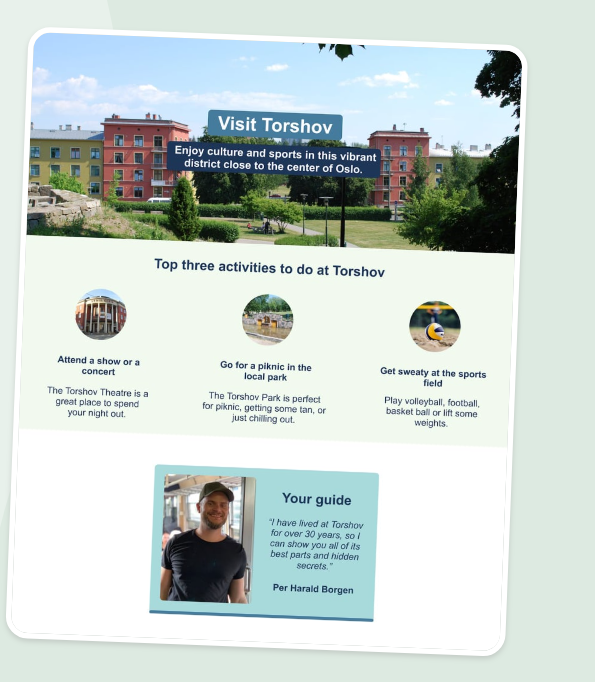 Visit Torshov
Enjoy culture and sports in this vibrant
district close to the center of Oslo.
Top three activities to do at Torshov
Attend a show or a
concert
The Torshov Theatre is a
great place to spend
your night out.
Go for a piknic in the
local park
The Torshov Park is perfect
for piknic, getting some tan, or
just chilling out.
Get sweaty at the sports
field
Play volleyball, football,
basket ball or lift some
weights.
Your guide
"I have lived at Torshov
for over 30 years, so I
can show you all of its
best parts and hidden
secrets."
Per Harald Borgen